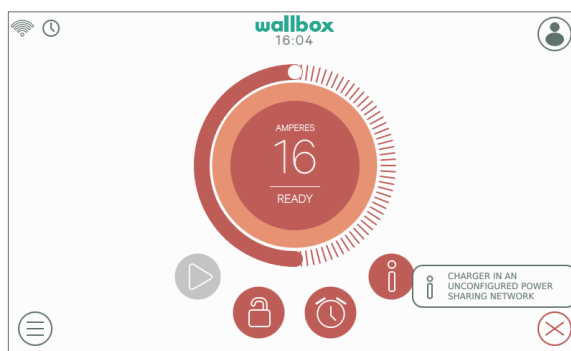 wallbox
16:04
AMPERES
16
READY
CHARGER IN AN
UNCONFIGURED POWER
SHARING NETWORK